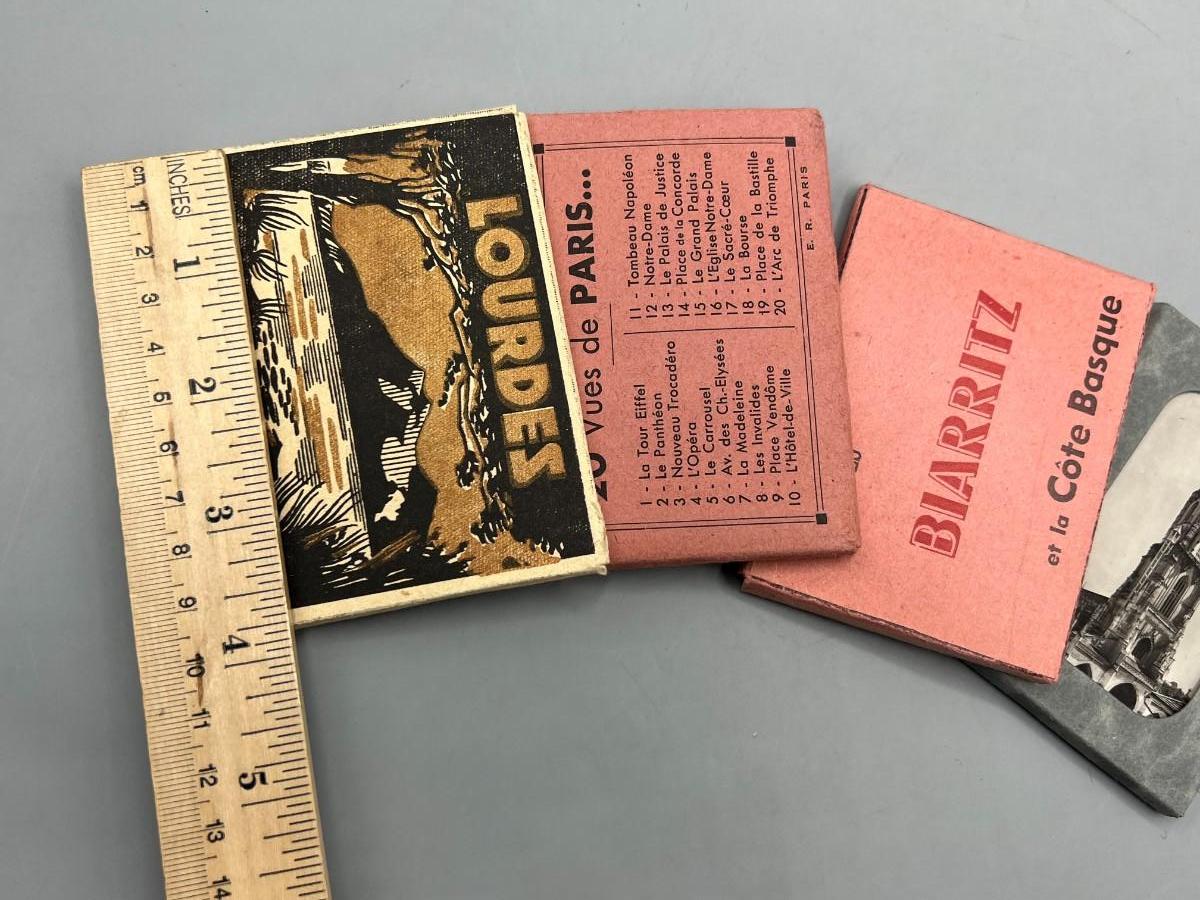 INCHES
1
2
3
4
5
cm
1
2
3
4
5
6
7
8
9
10
11
12
13
14
LOURDES
20 Vues de PARIS...
1 - La Tour Eiffel
2 - Le Panthéon
3 - Nouveau Trocadéro
4 - L'Opéra
5 - Le Carrousel
6 - Av. des Ch.-Elysées
7 - La Madeleine
8 - Les Invalides
9 - Place Vendôme
10 - L'Hôtel-de-Ville
11 - Tombeau Napoléon
12 - Notre-Dame
13 - Le Palais de Justice
14 - Place de la Concorde
15 - Le Grand Palais
16 - L'Eglise Notre-Dame
17 - Le Sacré-Cœur
18 - La Bourse
19 - Place de la Bastille
20 - L'Arc de Triomphe
E. R. PARIS
BIARRITZ
et la Côte Basque